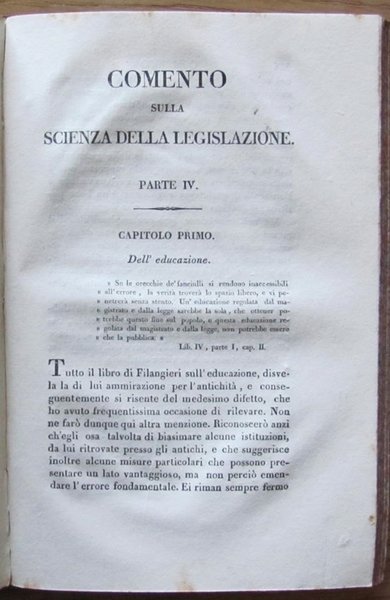 COMENTO
SULLA
SCIENZA DELLA LEGISLAZIONE.
PARTE IV.
CAPITOLO PRIMO.
Dell' educazione.
« Se le orecchie de' fanciulli si rendono inaccessibili
» all'errore, la verità troverà lo spazio libero, e vi pe-
» netrerà senza stento. Un' educazione regolata dal ma-
» gistrato e dalla legge sarebbe la sola, che ottener po-
» trebbe questo fine sul popolo, e questa educazione re-
» golata dal magistrato e dalla legge, non potrebbe essere
» che la pubblica. »
Lib. IV, parte I, cap. II.
Tutto il libro di Filangieri sull' educazione, disve-
la la di lui ammirazione per l'antichità, e conse-
guentemente si risente del medesimo difetto, che
ho avuto frequentissima occasione di rilevare. Non
ne farò dunque qui altra menzione. Riconoscerò anzi
ch'egli osa talvolta di biasimare alcune istituzioni,
da lui ritrovate presso gli antichi, e che suggerisce
inoltre alcune misure particolari che possono pre-
sentare un lato vantaggioso, ma non perciò emen-
dare l'errore fondamentale. Ei riman sempre fermo